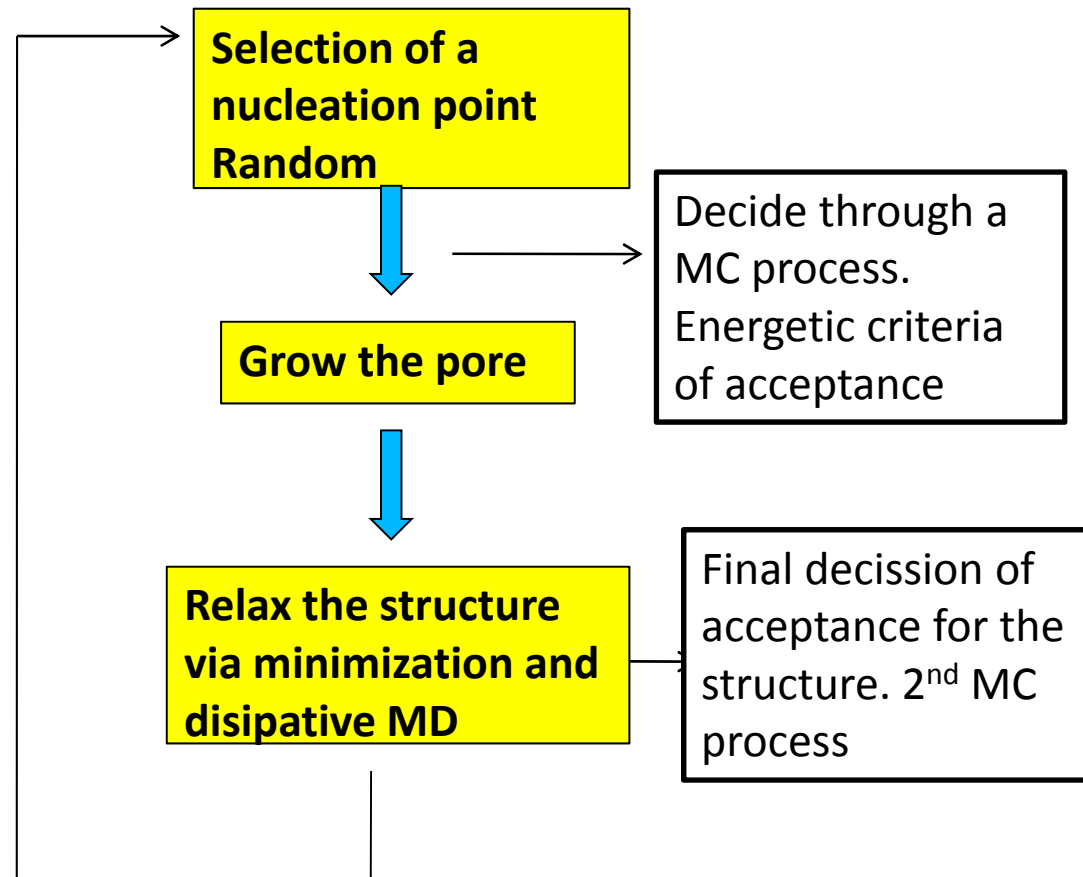 Selection of a
nucleation point
Random
Decide through a
MC process.
Energetic criteria
of acceptance
Grow the pore
Relax the structure
via minimization and
disipative MD
Final decission of
acceptance for the
structure. 2nd MC
process